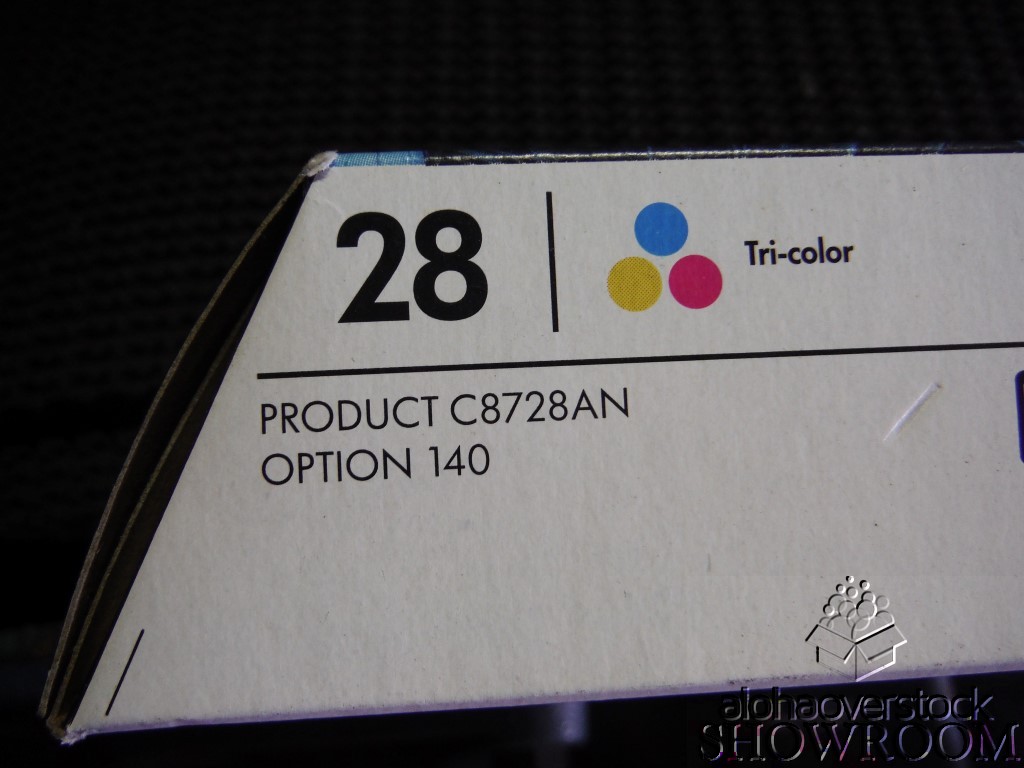 28
Tri-color
PRODUCT C8728AN
OPTION 140
alohaoverstock
SHOWROOM